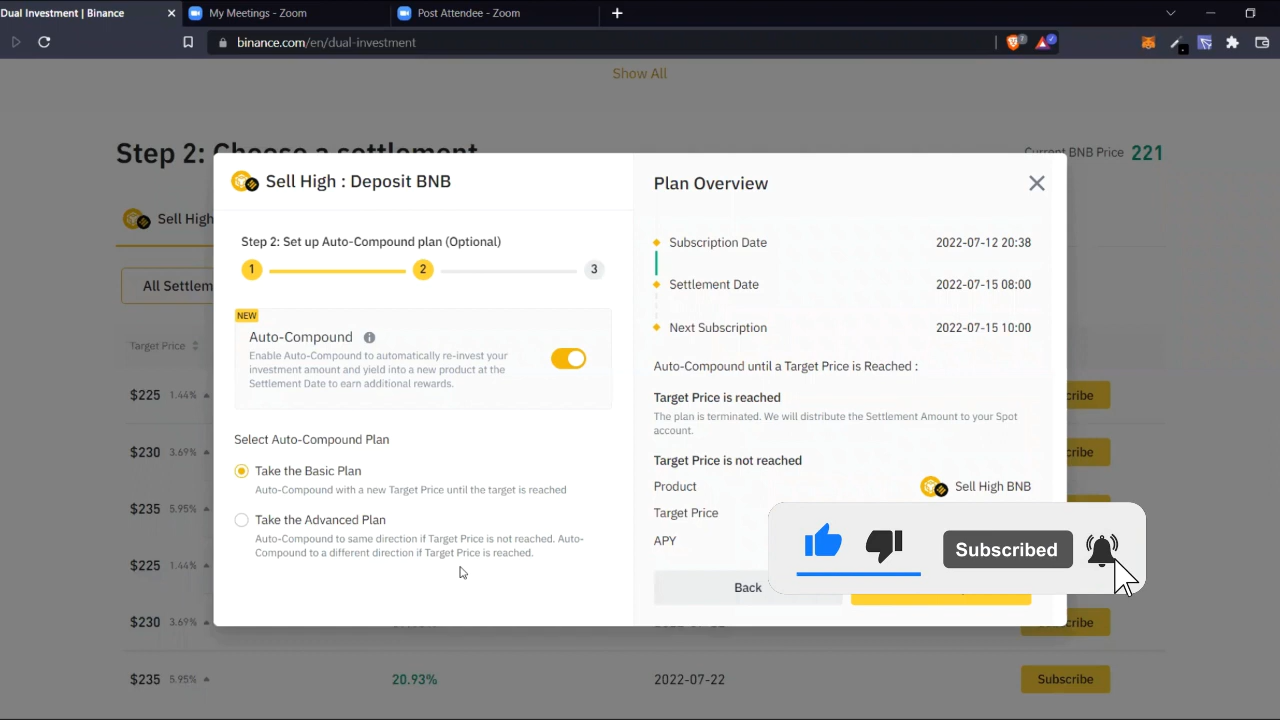 Dual Investment | Binance
My Meetings - Zoom
Post Attendee - Zoom
binance.com/en/dual-investment
Show All
Step 2: Choose a settlement
Current BNB Price 221
Sell High
All Settlem
Target Price
$225 1.44%
$230 3.69%
$235 5.95%
$225 1.44%
$230 3.69%
$235 5.95%
20.93%
2022-07-22
Subscribe
cribe
cribe
cribe
Sell High : Deposit BNB
Step 2: Set up Auto-Compound plan (Optional)
1
2
3
NEW
Auto-Compound
Enable Auto-Compound to automatically re-invest your
investment amount and yield into a new product at the
Settlement Date to earn additional rewards.
Select Auto-Compound Plan
Take the Basic Plan
Auto-Compound with a new Target Price until the target is reached
Take the Advanced Plan
Auto-Compound to same direction if Target Price is not reached. Auto-
Compound to a different direction if Target Price is reached.
Plan Overview
Subscription Date 2022-07-12 20:38
Settlement Date 2022-07-15 08:00
Next Subscription 2022-07-15 10:00
Auto-Compound until a Target Price is Reached :
Target Price is reached
The plan is terminated. We will distribute the Settlement Amount to your Spot
account.
Target Price is not reached
Product Sell High BNB
Target Price
APY
Back
Subscribed